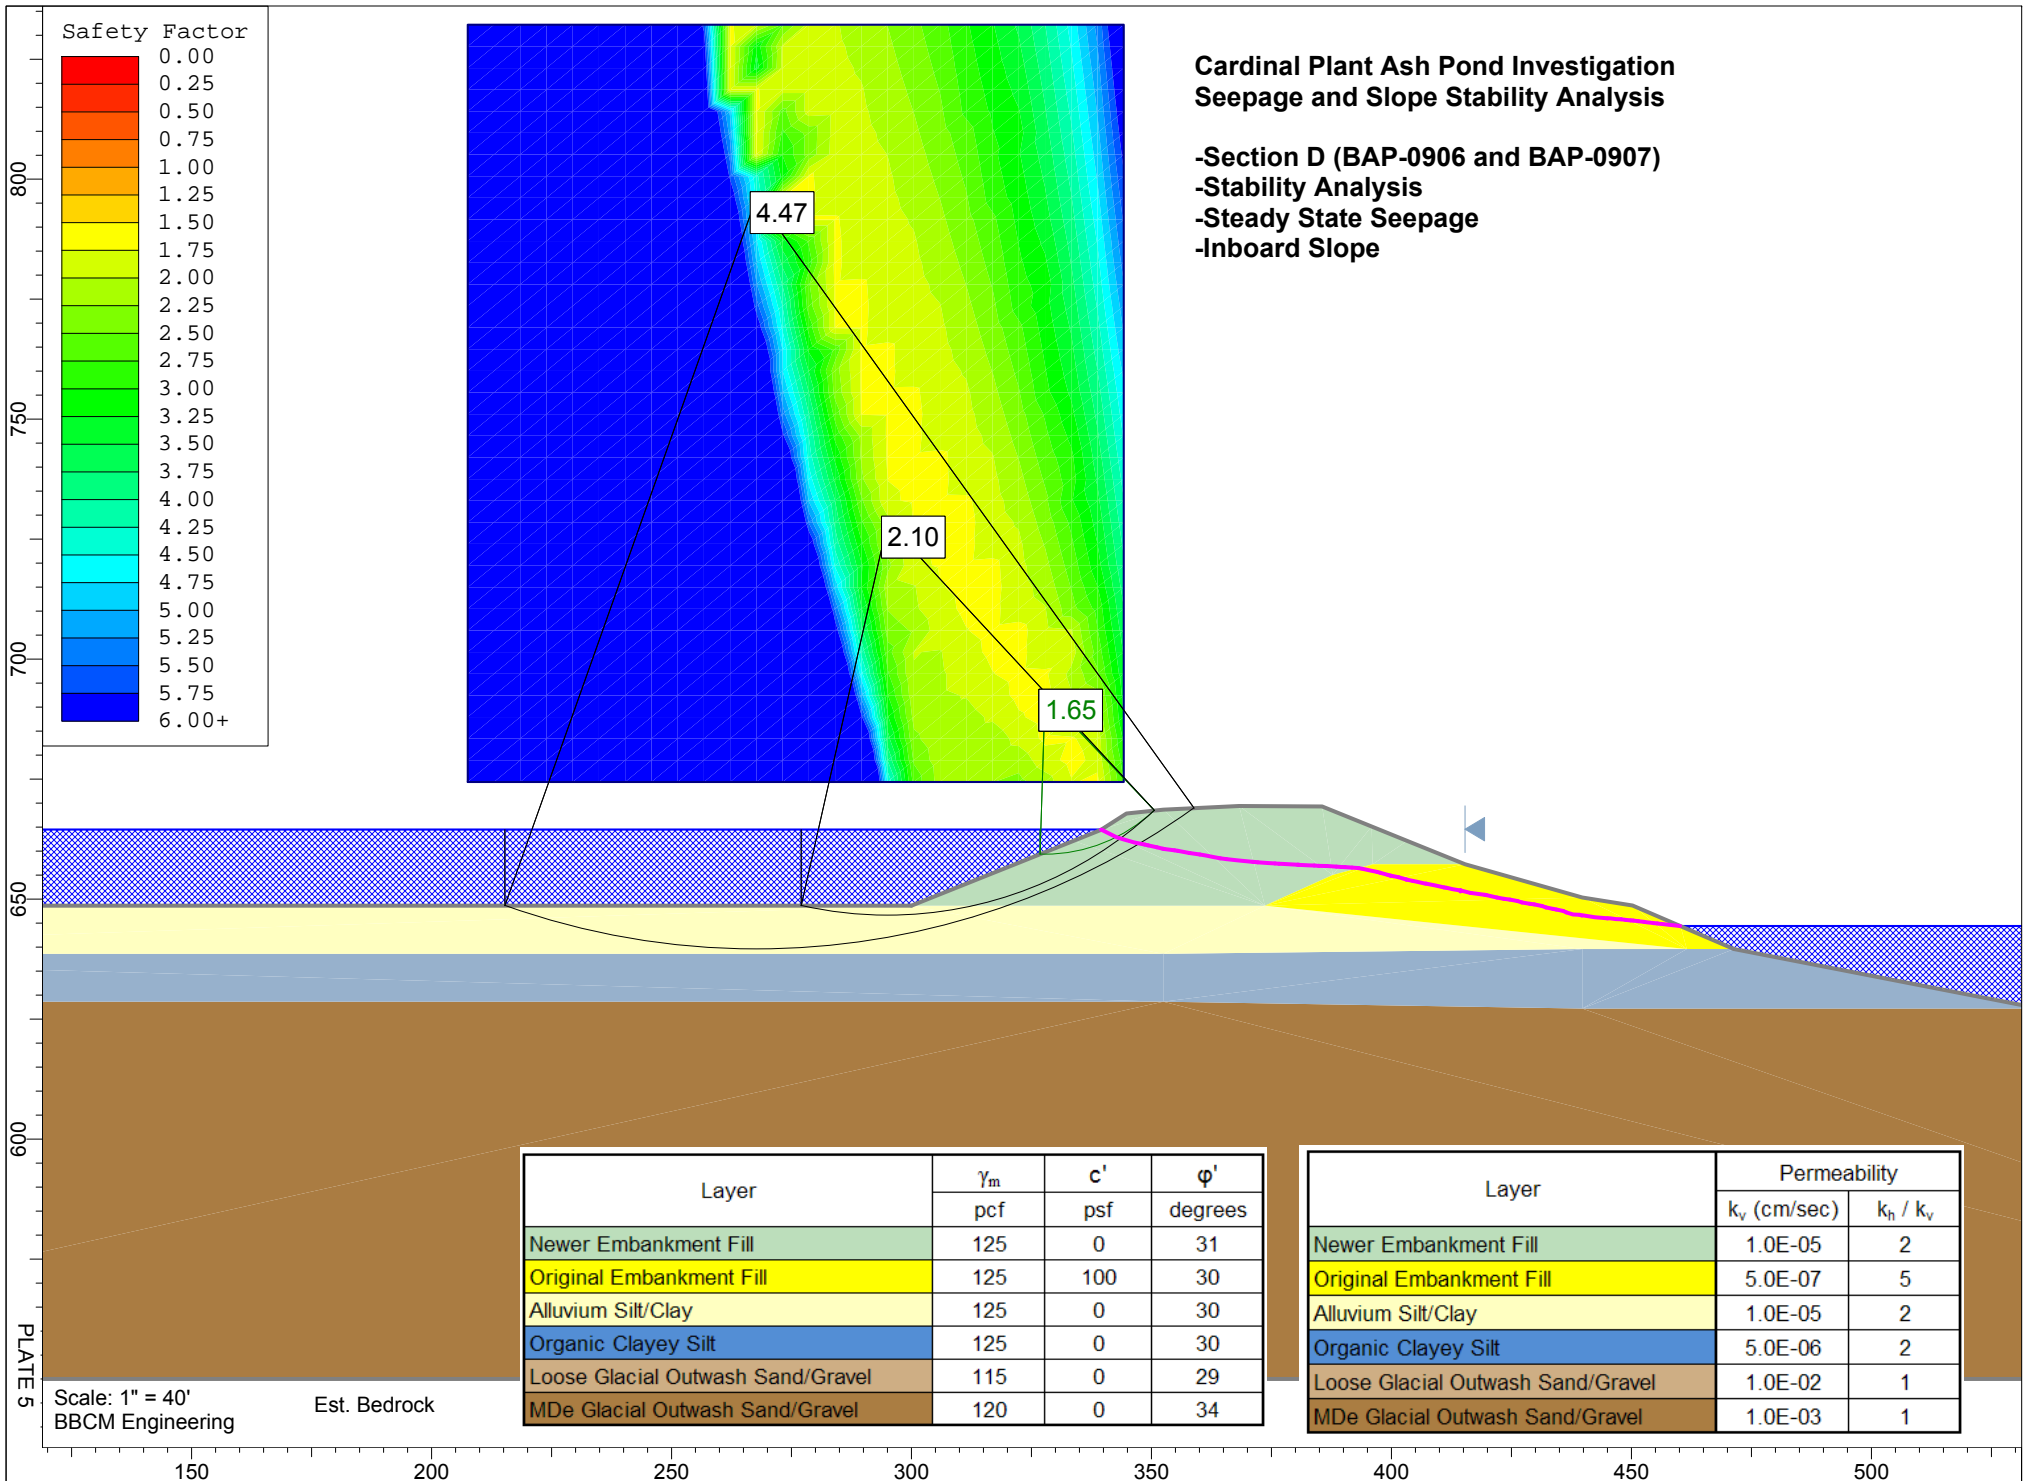 Safety Factor
0.00
0.25
0.50
0.75
1.00
1.25
1.50
1.75
2.00
2.25
2.50
2.75
3.00
3.25
3.50
3.75
4.00
4.25
4.50
4.75
5.00
5.25
5.50
5.75
6.00+
Cardinal Plant Ash Pond Investigation
Seepage and Slope Stability Analysis
-Section D (BAP-0906 and BAP-0907)
-Stability Analysis
-Steady State Seepage
-Inboard Slope
800
750
700
650
600
4.47
2.10
1.65
Layer γm c' φ'
pcf psf degrees
Newer Embankment Fill 125 0 31
Original Embankment Fill 125 100 30
Alluvium Silt/Clay 125 0 30
Organic Clayey Silt 125 0 30
Loose Glacial Outwash Sand/Gravel 115 0 29
MDe Glacial Outwash Sand/Gravel 120 0 34
Layer Permeability
kv (cm/sec) kh / kv
Newer Embankment Fill 1.0E-05 2
Original Embankment Fill 5.0E-07 5
Alluvium Silt/Clay 1.0E-05 2
Organic Clayey Silt 5.0E-06 2
Loose Glacial Outwash Sand/Gravel 1.0E-02 1
MDe Glacial Outwash Sand/Gravel 1.0E-03 1
PLATE 5
Scale: 1" = 40'
BBCM Engineering
Est. Bedrock
150 200 250 300 350 400 450 500